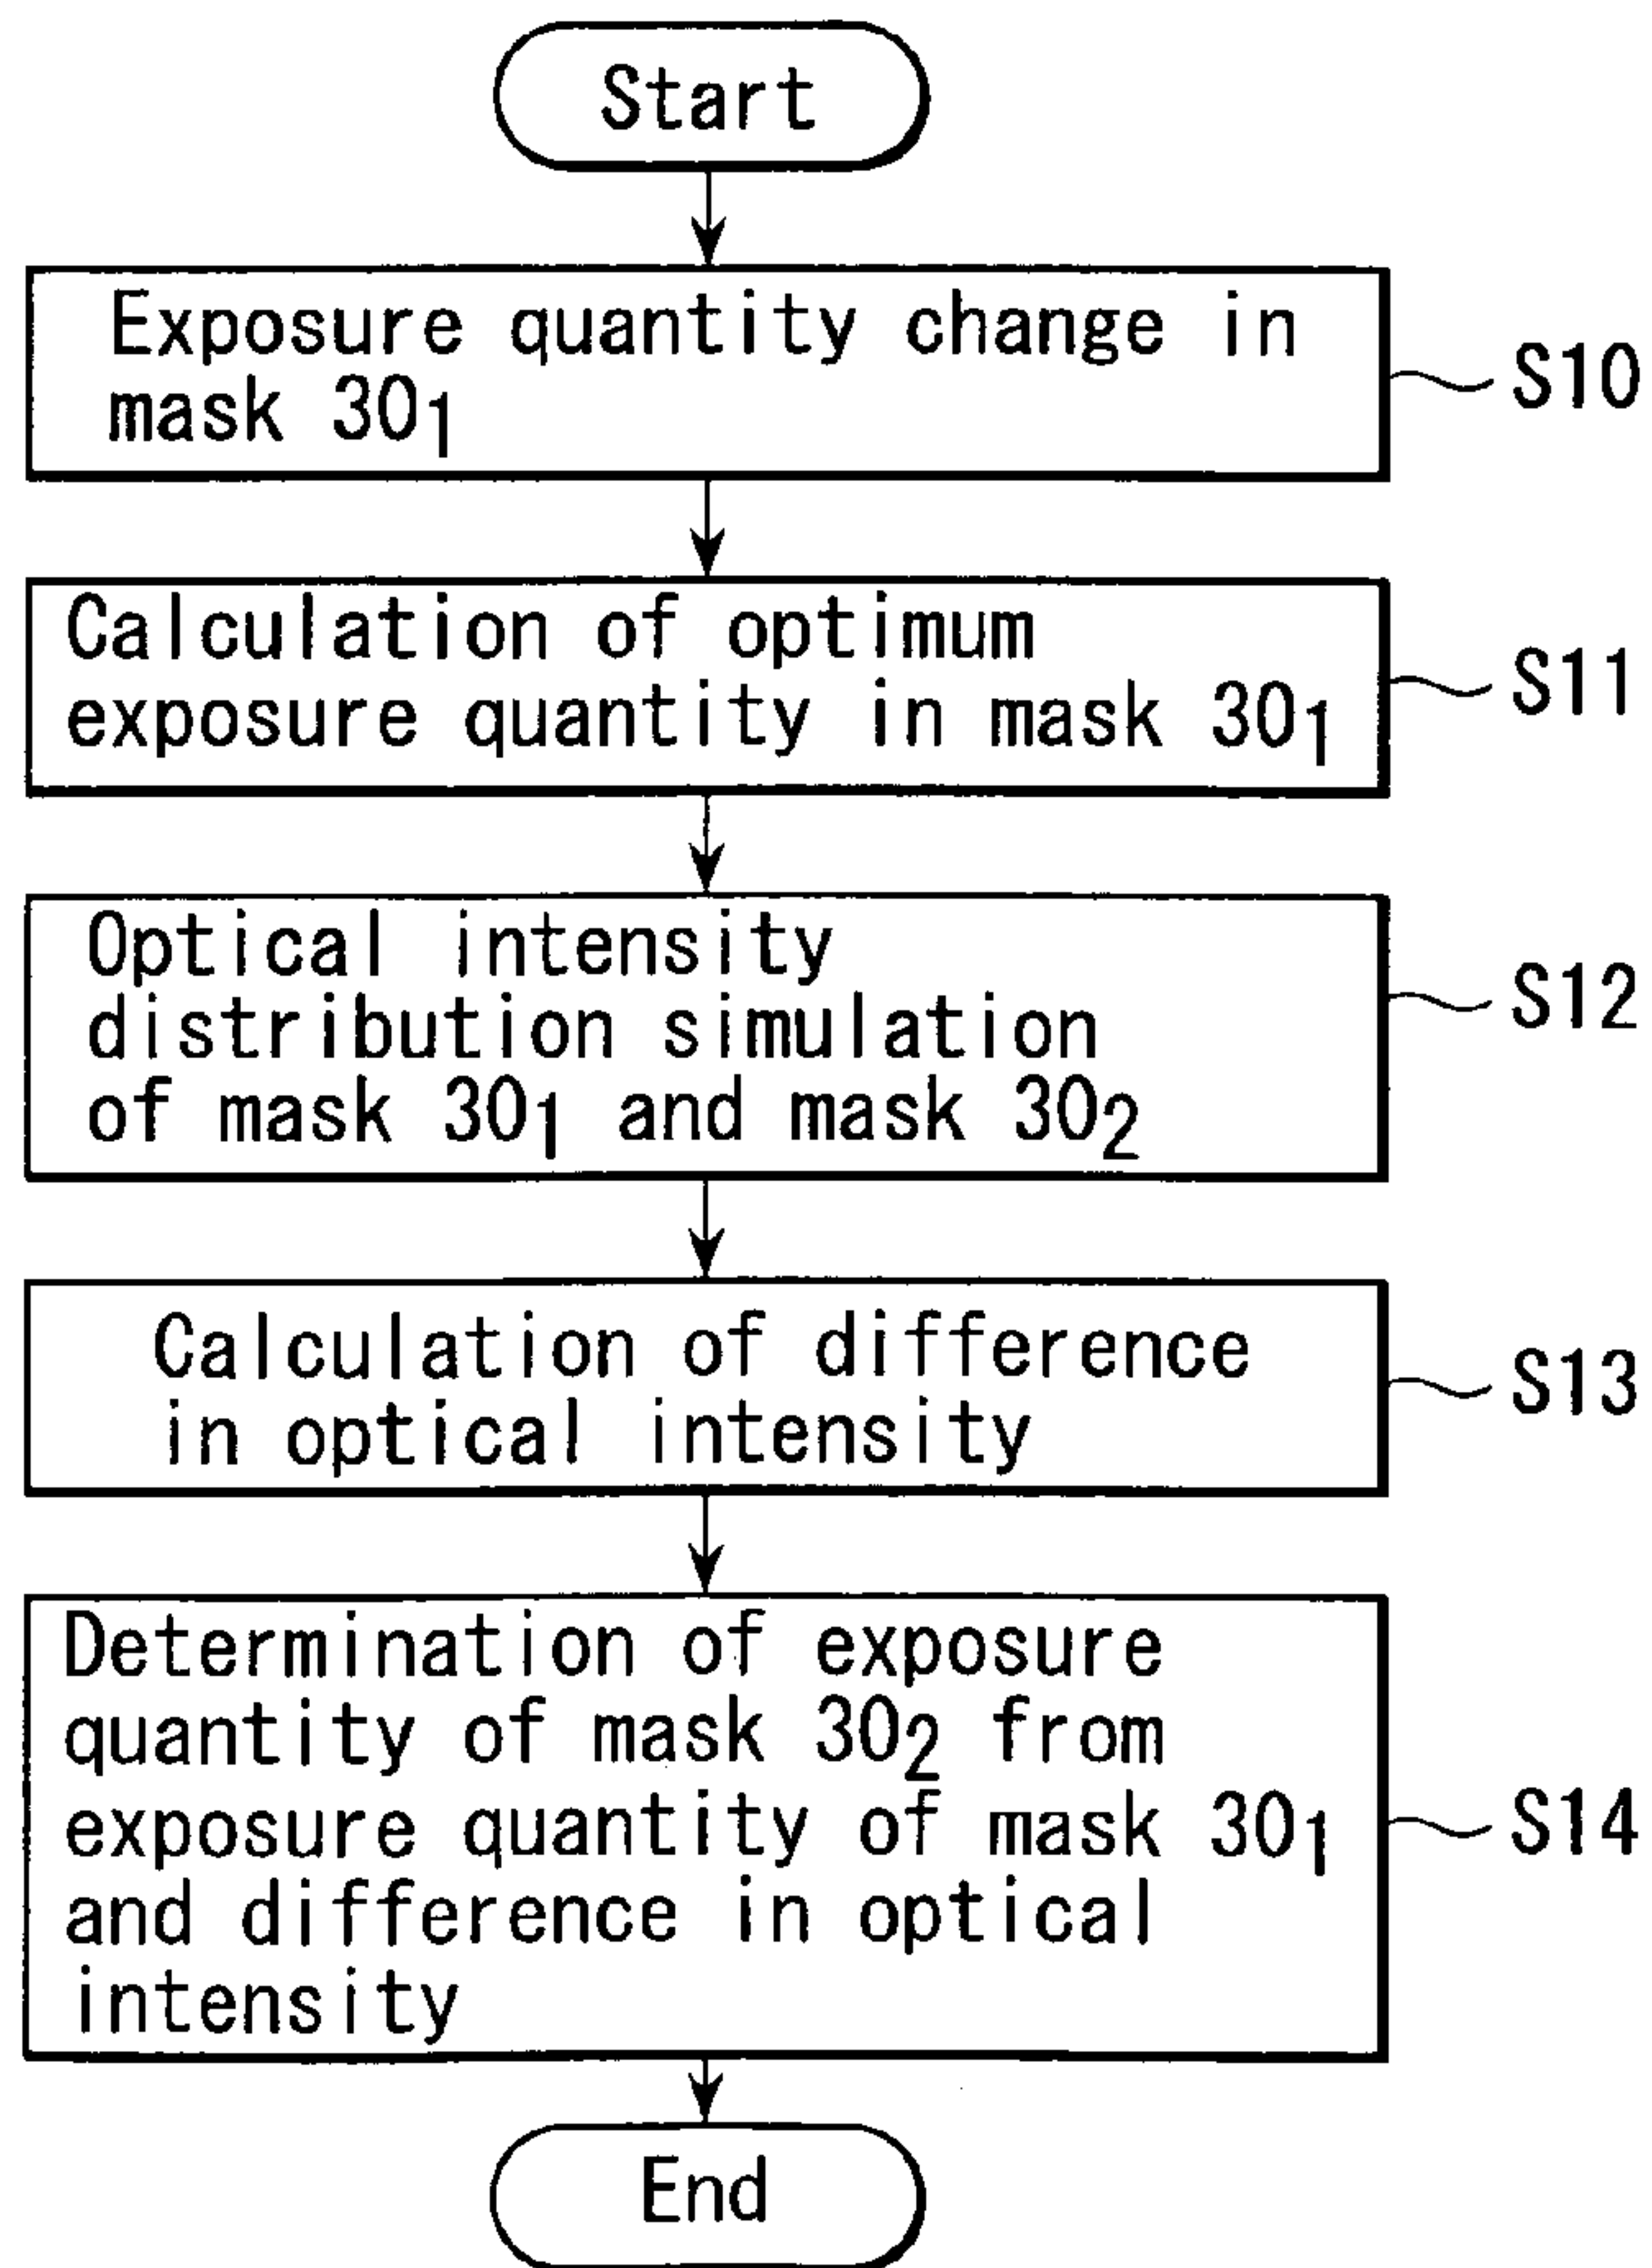 Start
Exposure quantity change in
mask 30₁
S10
Calculation of optimum
exposure quantity in mask 30₁
S11
Optical intensity
distribution simulation
of mask 30₁ and mask 30₂
S12
Calculation of difference
in optical intensity
S13
Determination of exposure
quantity of mask 30₂ from
exposure quantity of mask 30₁
and difference in optical
intensity
S14
End